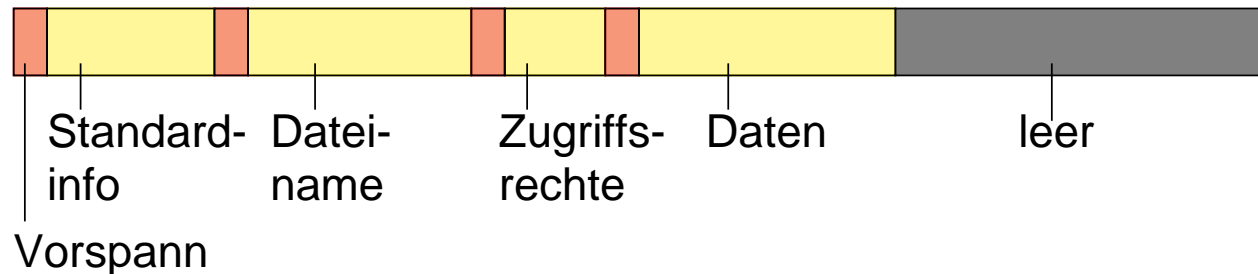 Standard-
info
Datei-
name
Zugriffs-
rechte
Daten
leer
Vorspann